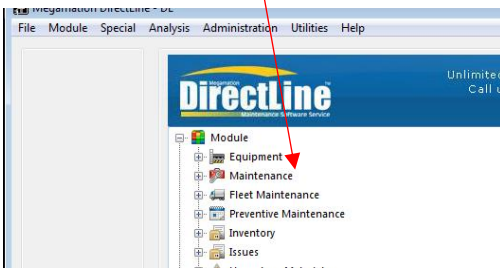 Megamation DirectLine - DL
File Module Special Analysis Administration Utilities Help
Megamation
DirectLine
Maintenance Software Service
Unlimited
Call
Module
Equipment
Maintenance
Fleet Maintenance
Preventive Maintenance
Inventory
Issues